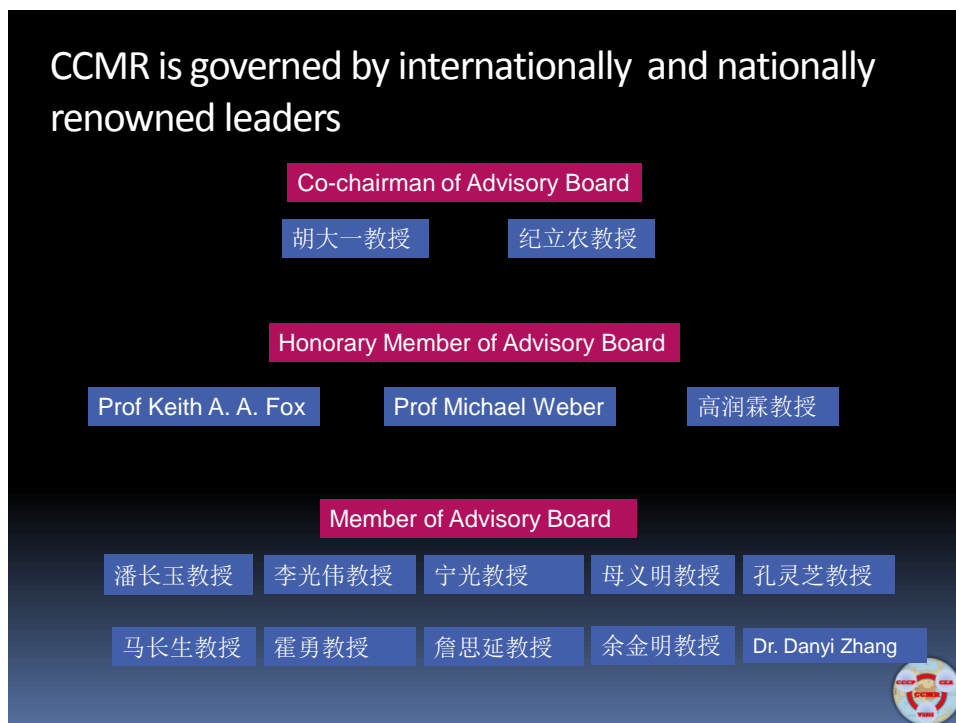 CCMR is governed by internationally and nationally
renowned leaders
Co-chairman of Advisory Board
胡大一教授 纪立农教授
Honorary Member of Advisory Board
Prof Keith A. A. Fox Prof Michael Weber 高润霖教授
Member of Advisory Board
潘长玉教授 李光伟教授 宁光教授 母义明教授 孔灵芝教授
马长生教授 霍勇教授 詹思延教授 余金明教授 Dr. Danyi Zhang
CCEP CEA
CCMR
VSMI